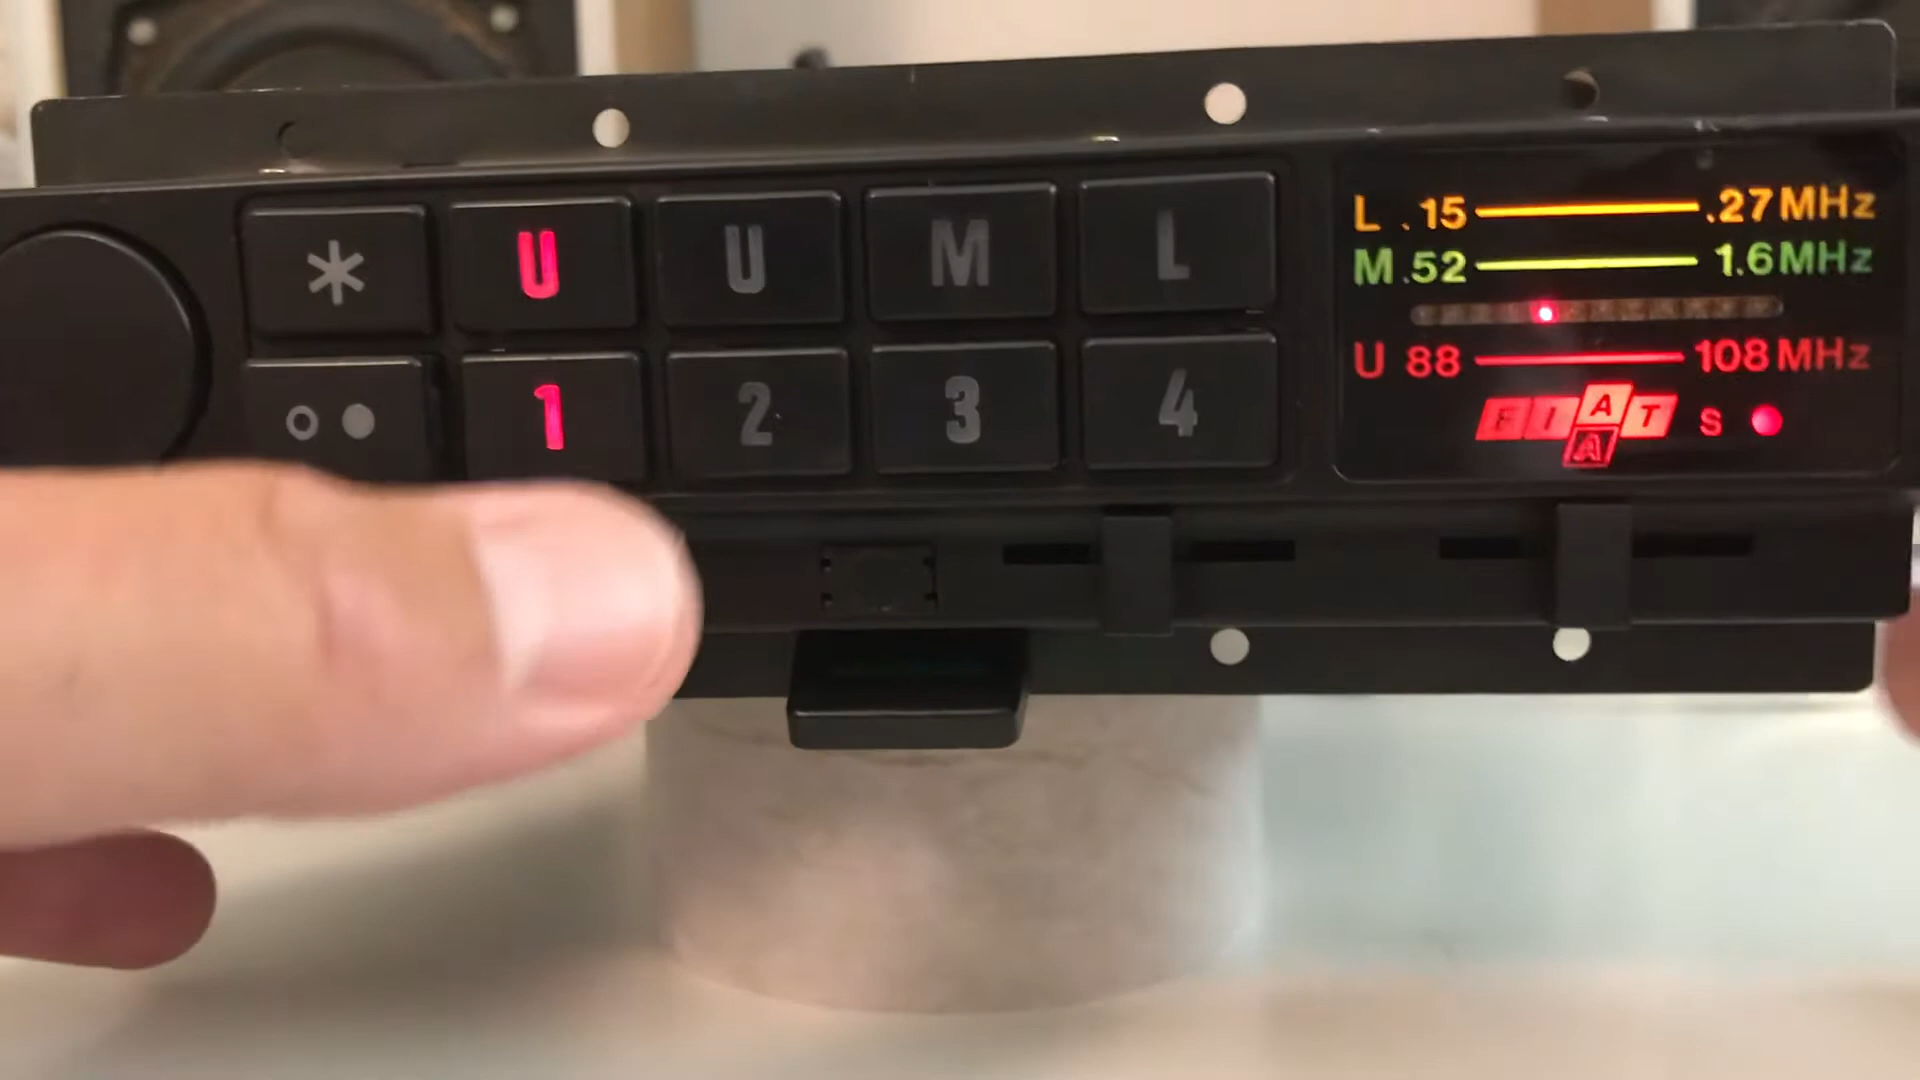 * U U M L
1 2 3 4
L .15 .27 MHz
M .52 1.6 MHz
U 88 108 MHz
FIAT S
A